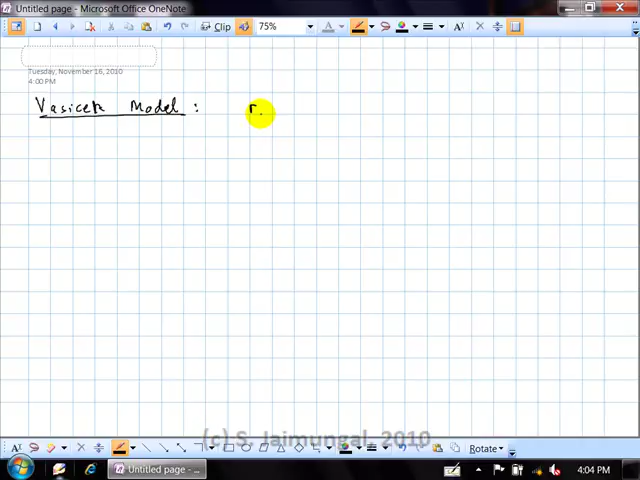 Untitled page - Microsoft Office OneNote
75%
Tuesday, November 16, 2010
4:00 PM
Vasicek Model : r
(c) S. Jaimungal, 2010
Rotate
Untitled page - ...
4:04 PM